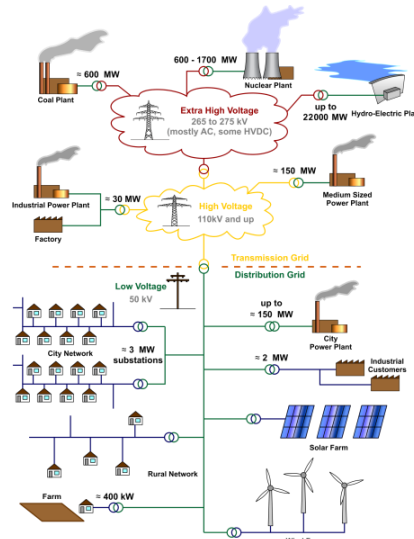 600 - 1700 MW
≈ 600 MW
Nuclear Plant
Coal Plant
Extra High Voltage
265 to 275 kV
(mostly AC, some HVDC)
up to
22000 MW
Hydro-Electric Pla
≈ 150 MW
Industrial Power Plant
≈ 30 MW
High Voltage
110kV and up
Medium Sized
Power Plant
Factory
Transmission Grid
Distribution Grid
Low Voltage
50 kV
up to
≈ 150 MW
City Network
≈ 3 MW
substations
City
Power Plant
≈ 2 MW
Industrial
Customers
Solar Farm
Rural Network
Farm
≈ 400 kW